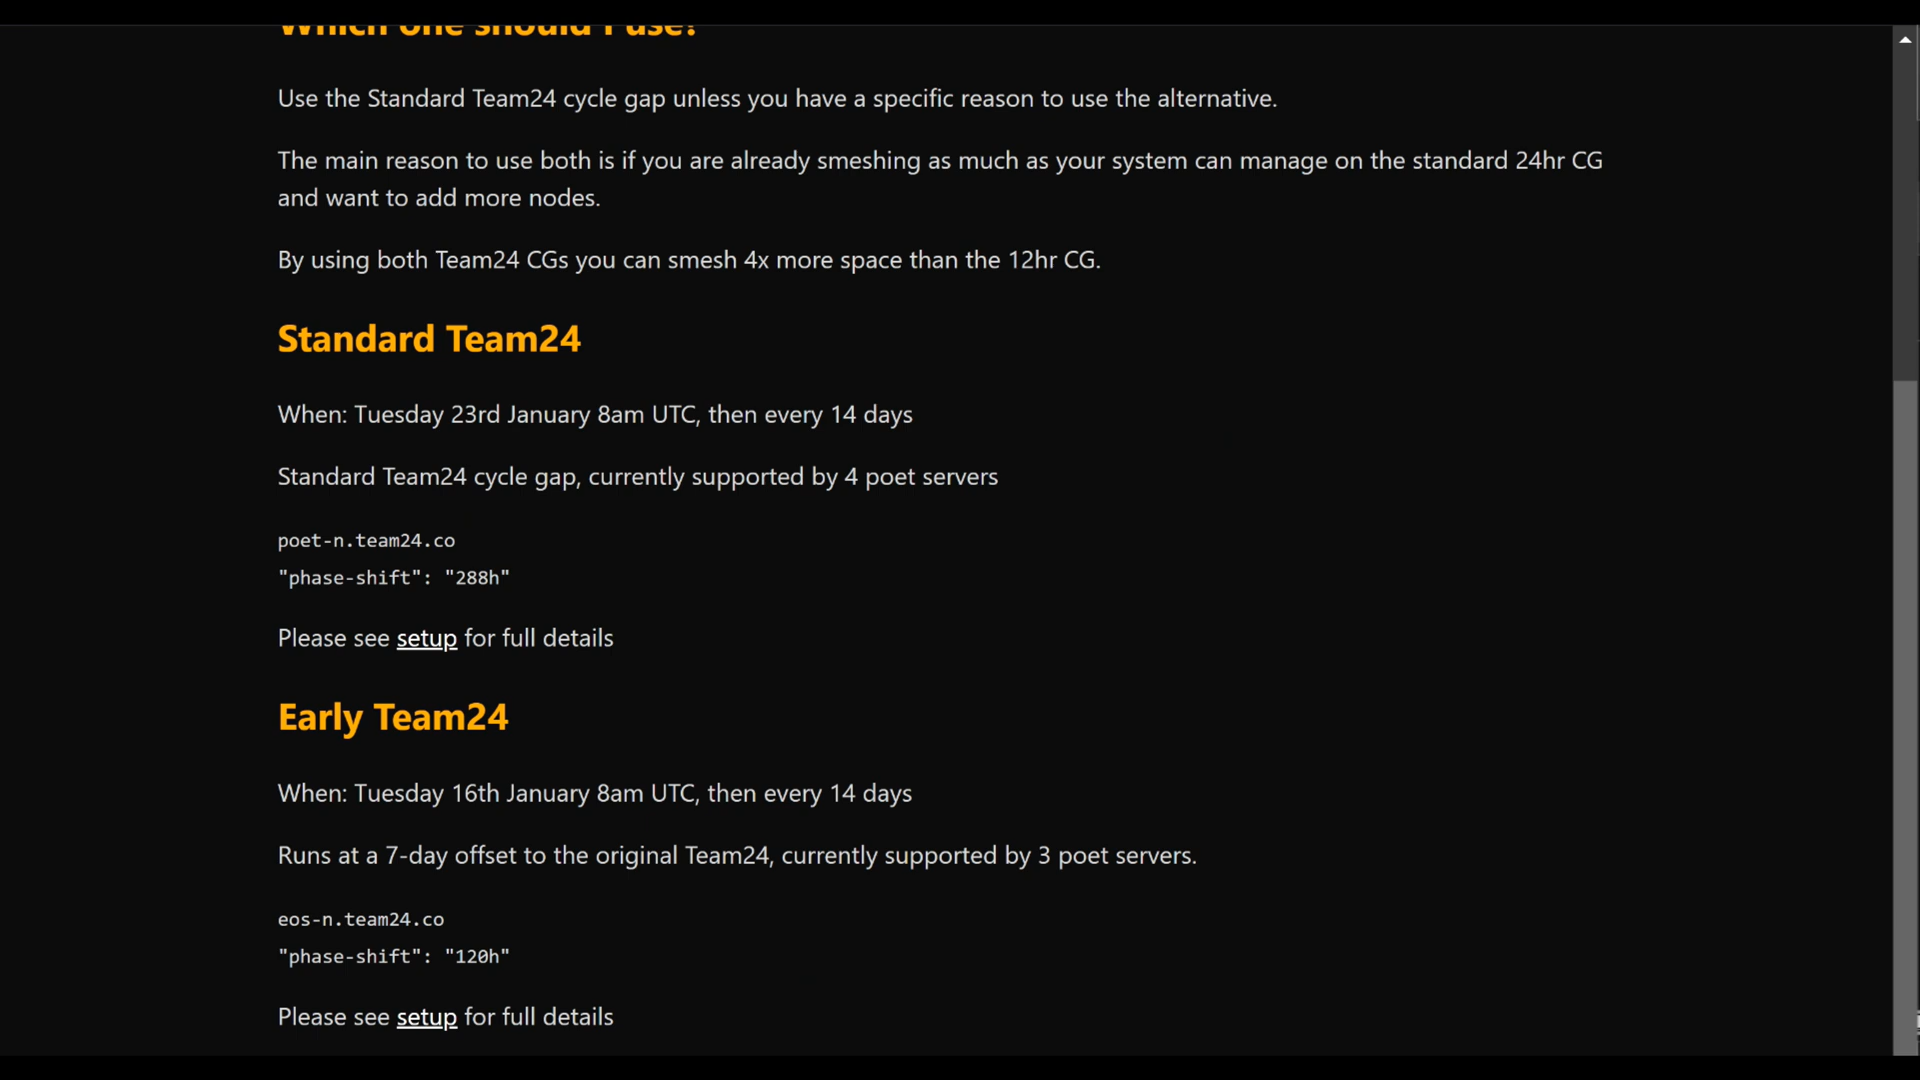 Which one should I use?
Use the Standard Team24 cycle gap unless you have a specific reason to use the alternative.
The main reason to use both is if you are already smeshing as much as your system can manage on the standard 24hr CG
and want to add more nodes.
By using both Team24 CGs you can smesh 4x more space than the 12hr CG.
Standard Team24
When: Tuesday 23rd January 8am UTC, then every 14 days
Standard Team24 cycle gap, currently supported by 4 poet servers
poet-n.team24.co
"phase-shift": "288h"
Please see setup for full details
Early Team24
When: Tuesday 16th January 8am UTC, then every 14 days
Runs at a 7-day offset to the original Team24, currently supported by 3 poet servers.
eos-n.team24.co
"phase-shift": "120h"
Please see setup for full details